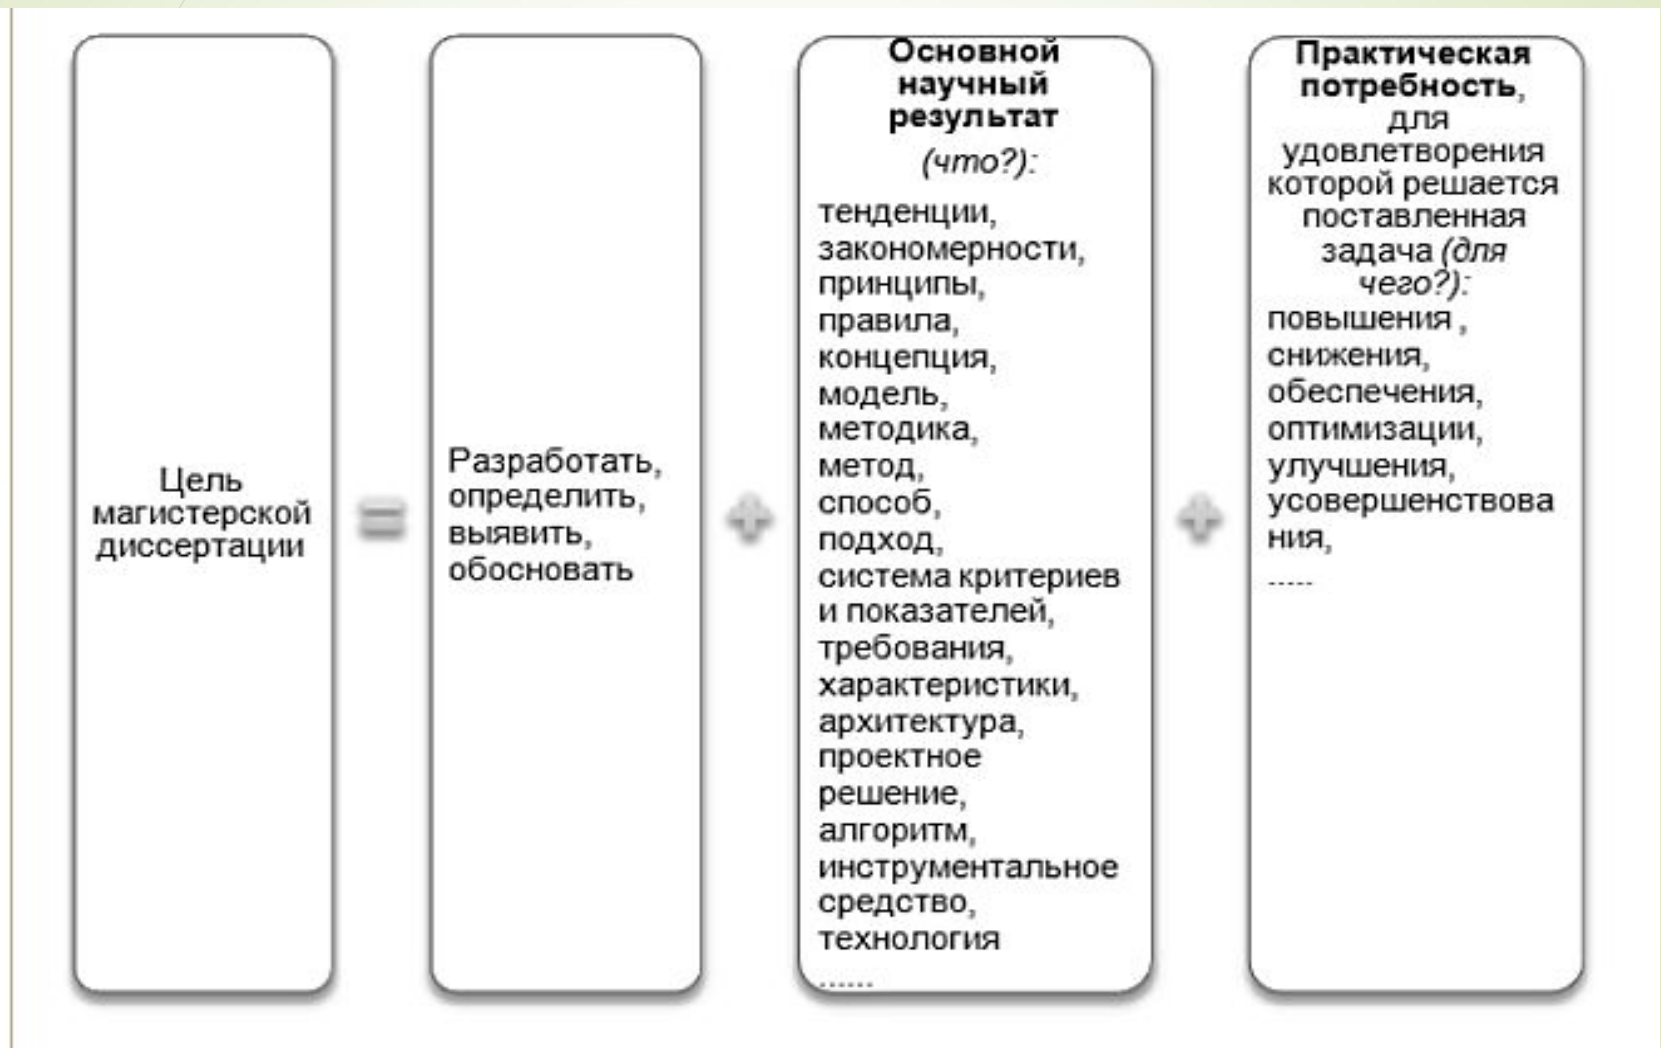 Цель
магистерской
диссертации
Разработать,
определить,
выявить,
обосновать
Основной
научный
результат
(что?):
тенденции,
закономерности,
принципы,
правила,
концепция,
модель,
методика,
метод,
способ,
подход,
система критериев
и показателей,
требования,
характеристики,
архитектура,
проектное
решение,
алгоритм,
инструментальное
средство,
технология
......
Практическая
потребность,
для
удовлетворения
которой решается
поставленная
задача (для
чего?):
повышения ,
снижения,
обеспечения,
оптимизации,
улучшения,
усовершенствова
ния,
.....